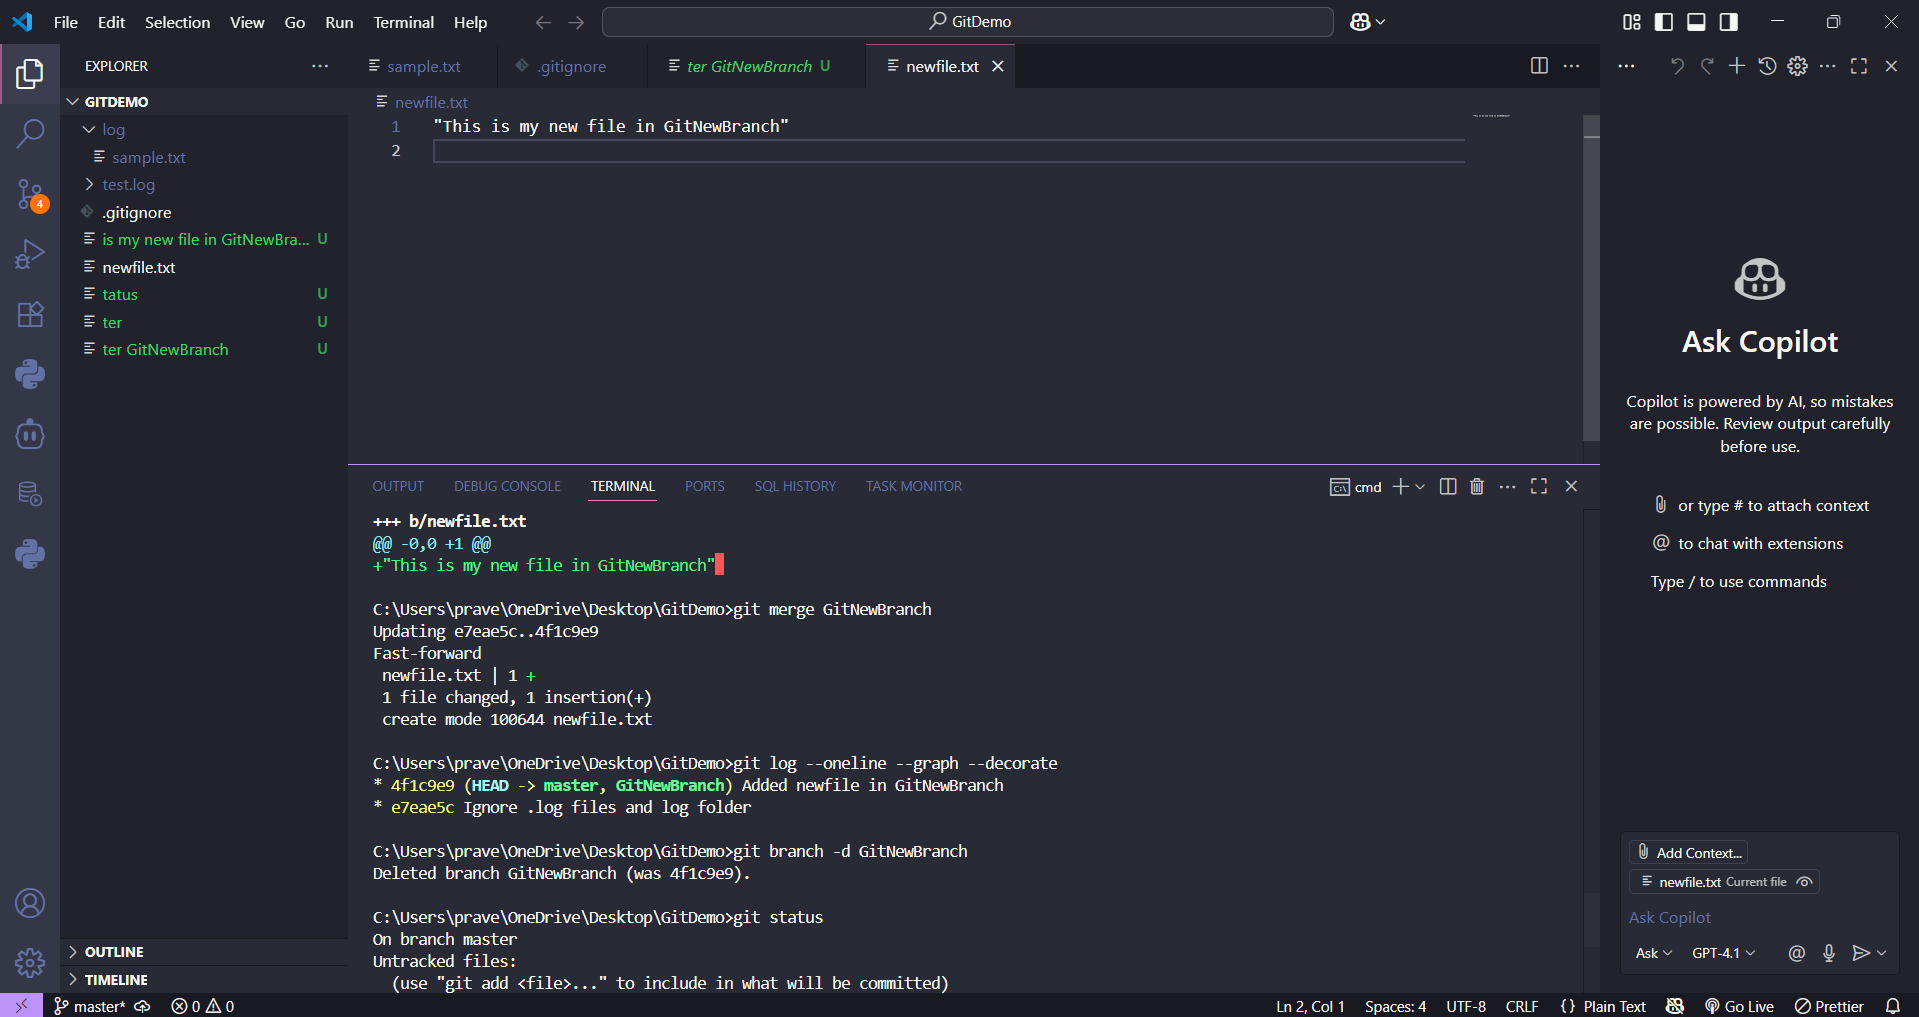 File Edit Selection View Go Run Terminal Help
GitDemo
EXPLORER
GITDEMO
log
sample.txt
test.log
.gitignore
is my new file in GitNewBra... U
newfile.txt
tatus U
ter U
ter GitNewBranch U
4
OUTLINE
TIMELINE
sample.txt .gitignore ter GitNewBranch U newfile.txt
newfile.txt
1 "This is my new file in GitNewBranch"
2
OUTPUT DEBUG CONSOLE TERMINAL PORTS SQL HISTORY TASK MONITOR cmd
+++ b/newfile.txt
@@ -0,0 +1 @@
+"This is my new file in GitNewBranch"
C:\Users\prave\OneDrive\Desktop\GitDemo>git merge GitNewBranch
Updating e7eae5c..4f1c9e9
Fast-forward
newfile.txt | 1 +
1 file changed, 1 insertion(+)
create mode 100644 newfile.txt
C:\Users\prave\OneDrive\Desktop\GitDemo>git log --oneline --graph --decorate
* 4f1c9e9 (HEAD -> master, GitNewBranch) Added newfile in GitNewBranch
* e7eae5c Ignore .log files and log folder
C:\Users\prave\OneDrive\Desktop\GitDemo>git branch -d GitNewBranch
Deleted branch GitNewBranch (was 4f1c9e9).
C:\Users\prave\OneDrive\Desktop\GitDemo>git status
On branch master
Untracked files:
(use "git add <file>..." to include in what will be committed)
Ask Copilot
Copilot is powered by AI, so mistakes
are possible. Review output carefully
before use.
or type # to attach context
@ to chat with extensions
Type / to use commands
Add Context...
newfile.txt Current file
Ask Copilot
Ask GPT-4.1 @
master* 0 0 Ln 2, Col 1 Spaces: 4 UTF-8 CRLF {} Plain Text Go Live Prettier